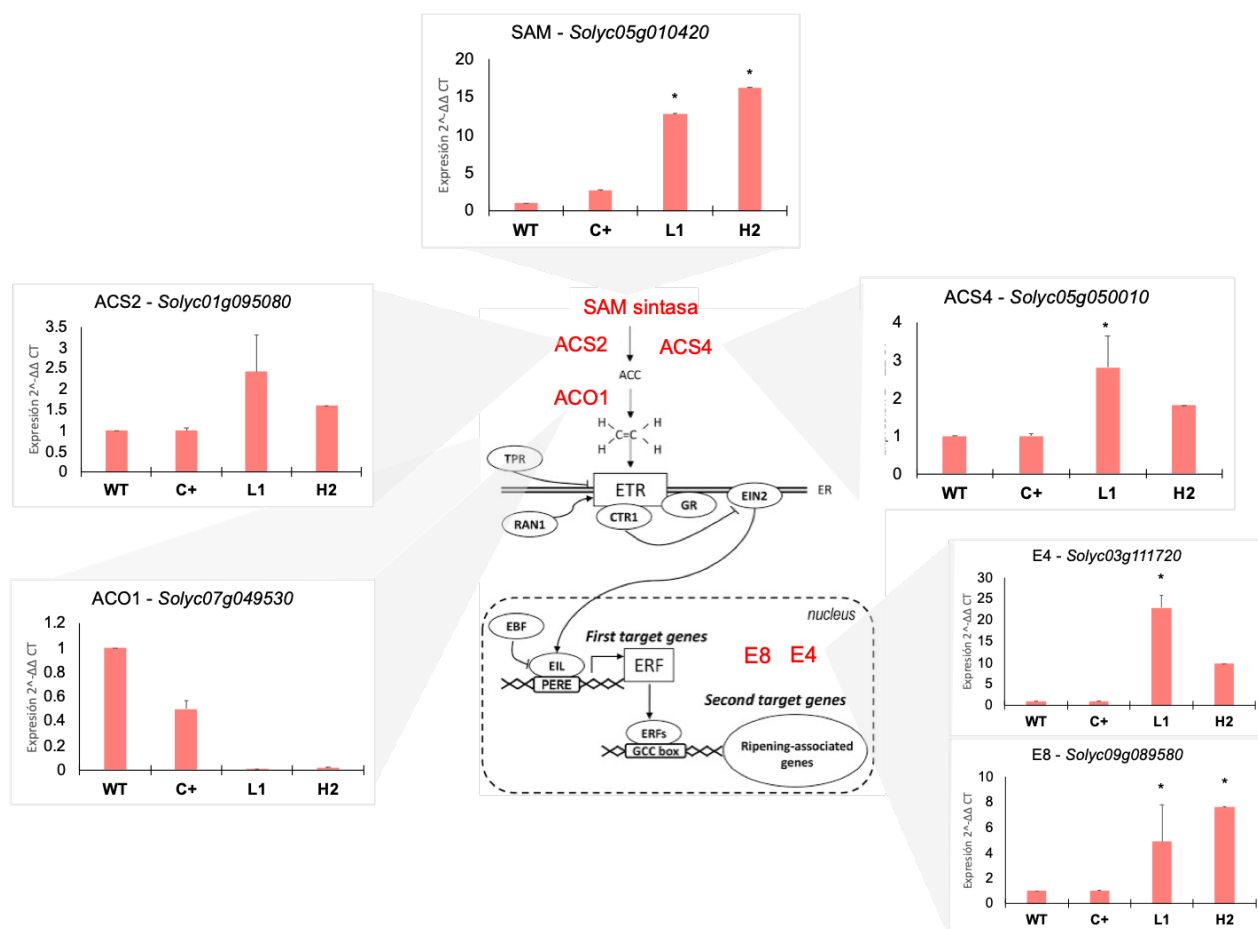 SAM - Solyc05g010420
Expresión 2^-ΔΔ CT
20
15
10
5
0
WT C+ L1 H2
* *
ACS2 - Solyc01g095080
Expresión 2^-ΔΔ CT
3.5
3
2.5
2
1.5
1
0.5
0
WT C+ L1 H2
ACS4 - Solyc05g050010
4
3
2
1
0
*
WT C+ L1 H2
SAM sintasa
ACS2 ACS4
ACC
ACO1
H H
C=C
H H
TPR
ETR
EIN2
ER
RAN1
CTR1
GR
ACO1 - Solyc07g049530
Expresión 2^-ΔΔ CT
1.2
1
0.8
0.6
0.4
0.2
0
WT C+ L1 H2
nucleus
EBF
First target genes
EIL
ERF
PERE
E8 E4
Second target genes
ERFs
GCC box
Ripening-associated
genes
E4 - Solyc03g111720
Expresión 2^-ΔΔ CT
30
25
20
15
10
5
0
*
WT C+ L1 H2
E8 - Solyc09g089580
Expresión 2^-ΔΔ CT
10
8
6
4
2
0
* *
WT C+ L1 H2